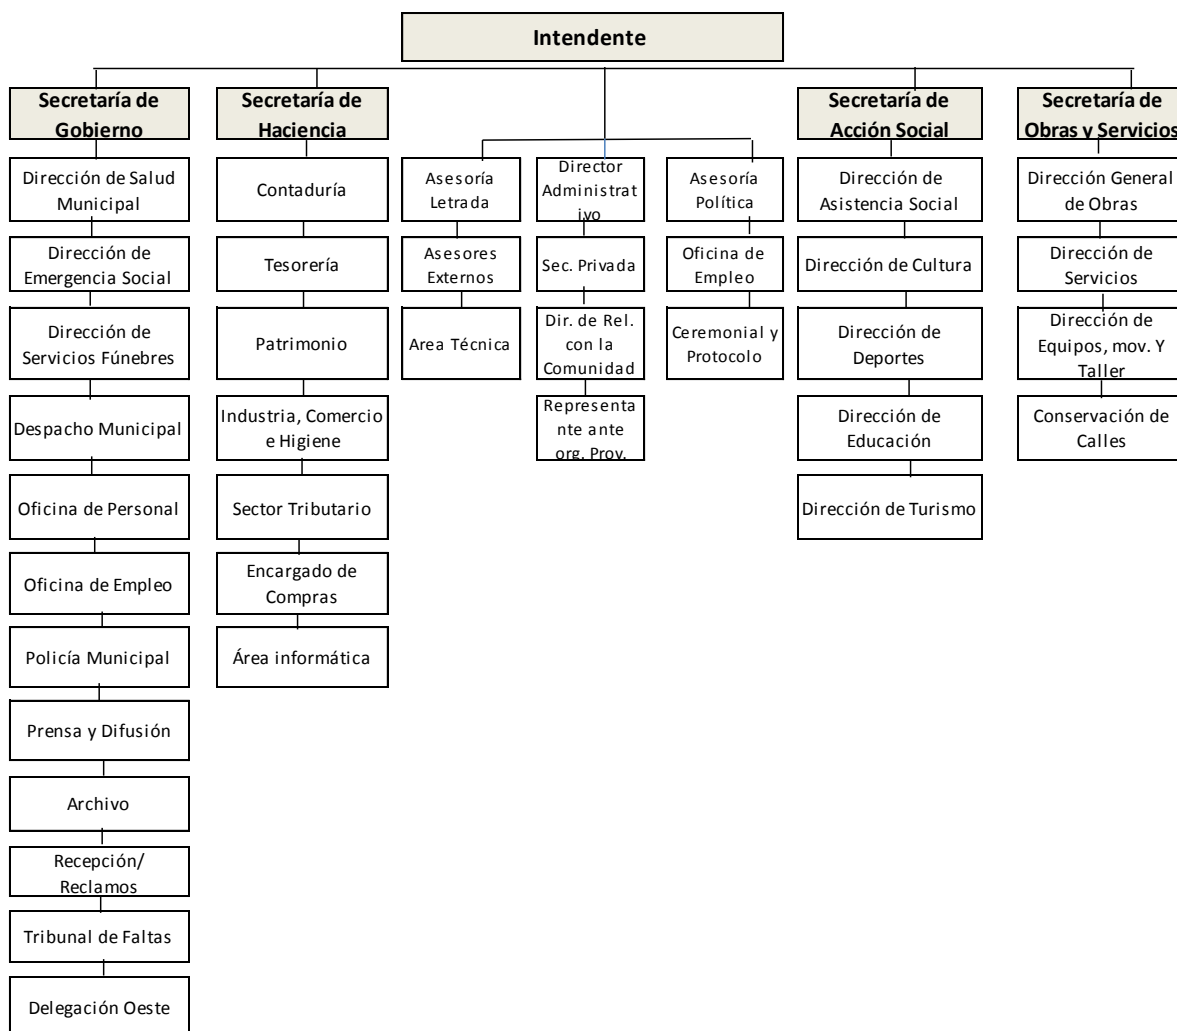 Intendente
Secretaría de
Gobierno
Dirección de Salud
Municipal
Dirección de
Emergencia Social
Dirección de
Servicios Fúnebres
Despacho Municipal
Oficina de Personal
Oficina de Empleo
Policía Municipal
Prensa y Difusión
Archivo
Recepción/
Reclamos
Tribunal de Faltas
Delegación Oeste
Secretaría de
Haciencia
Contaduría
Tesorería
Patrimonio
Industria, Comercio
e Higiene
Sector Tributario
Encargado de
Compras
Área informática
Asesoría
Letrada
Asesores
Externos
Area Técnica
Director
Administrat
ivo
Sec. Privada
Dir. de Rel.
con la
Comunidad
Representa
nte ante
org. Prov.
Asesoría
Política
Oficina de
Empleo
Ceremonial y
Protocolo
Secretaría de
Acción Social
Dirección de
Asistencia Social
Dirección de Cultura
Dirección de
Deportes
Dirección de
Educación
Dirección de Turismo
Secretaría de
Obras y Servicios
Dirección General
de Obras
Dirección de
Servicios
Dirección de
Equipos, mov. Y
Taller
Conservación de
Calles